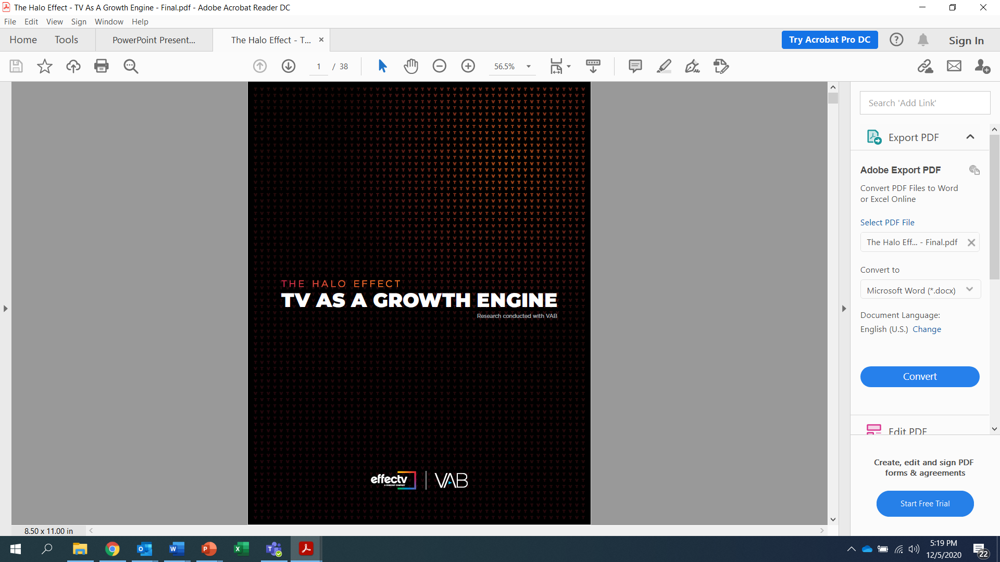 The Halo Effect - TV As A Growth Engine - Final.pdf - Adobe Acrobat Reader DC
File Edit View Sign Window Help
Home Tools PowerPoint Present... The Halo Effect - T... × Try Acrobat Pro DC ? Sign In
1 / 38 56.5%
THE HALO EFFECT
TV AS A GROWTH ENGINE
Research conducted with VAB
effectv
A COMCAST COMPANY
VAB
8.50 x 11.00 in
Search 'Add Link'
Export PDF
Adobe Export PDF
Convert PDF Files to Word
or Excel Online
Select PDF File
The Halo Eff... - Final.pdf
Convert to
Microsoft Word (*.docx)
Document Language:
English (U.S.) Change
Convert
Edit PDF
Create, edit and sign PDF
forms & agreements
Start Free Trial
5:19 PM
12/5/2020
22